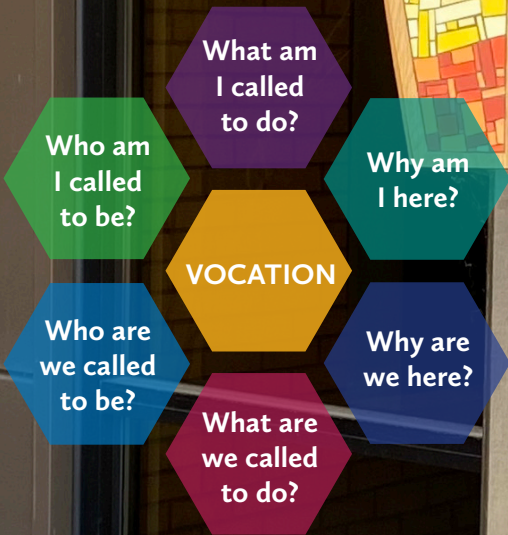 What am
I called
to do?
Who am
I called
to be?
Why am
I here?
VOCATION
Who are
we called
to be?
Why are
we here?
What are
we called
to do?